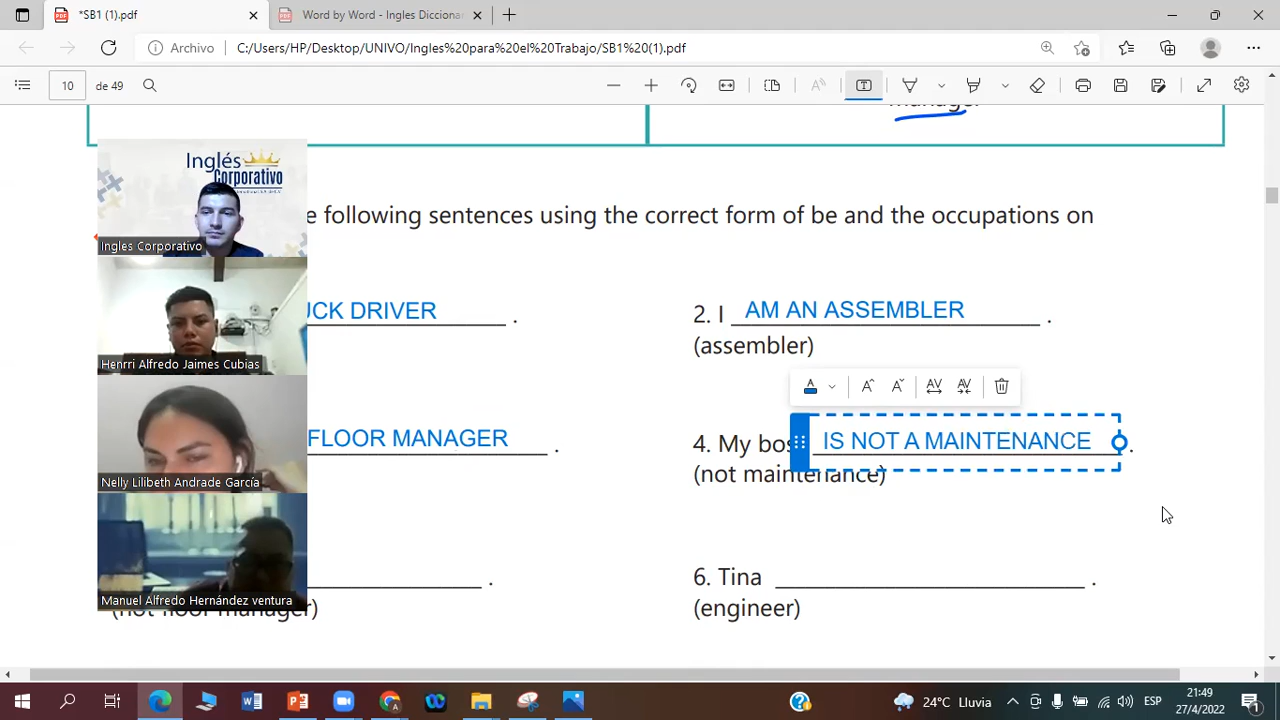 *SB1 (1).pdf
Word by Word - Ingles Dicciona
Archivo
C:/Users/HP/Desktop/UNIVO/Ingles%20para%20el%20Trabajo/SB1%20(1).pdf
10 de 49
manager
Inglés
Corporativo
Ingles Corporativo
e following sentences using the correct form of be and the occupations on
UCK DRIVER .
2. I AM AN ASSEMBLER .
(assembler)
Henrri Alfredo Jaimes Cubias
FLOOR MANAGER .
4. My bos IS NOT A MAINTENANCE .
(not maintenance)
Nelly Lilibeth Andrade García
.
6. Tina .
Manuel Alfredo Hernández ventura
(not floor manager)
(engineer)
24°C Lluvia
ESP
21:49
27/4/2022
1